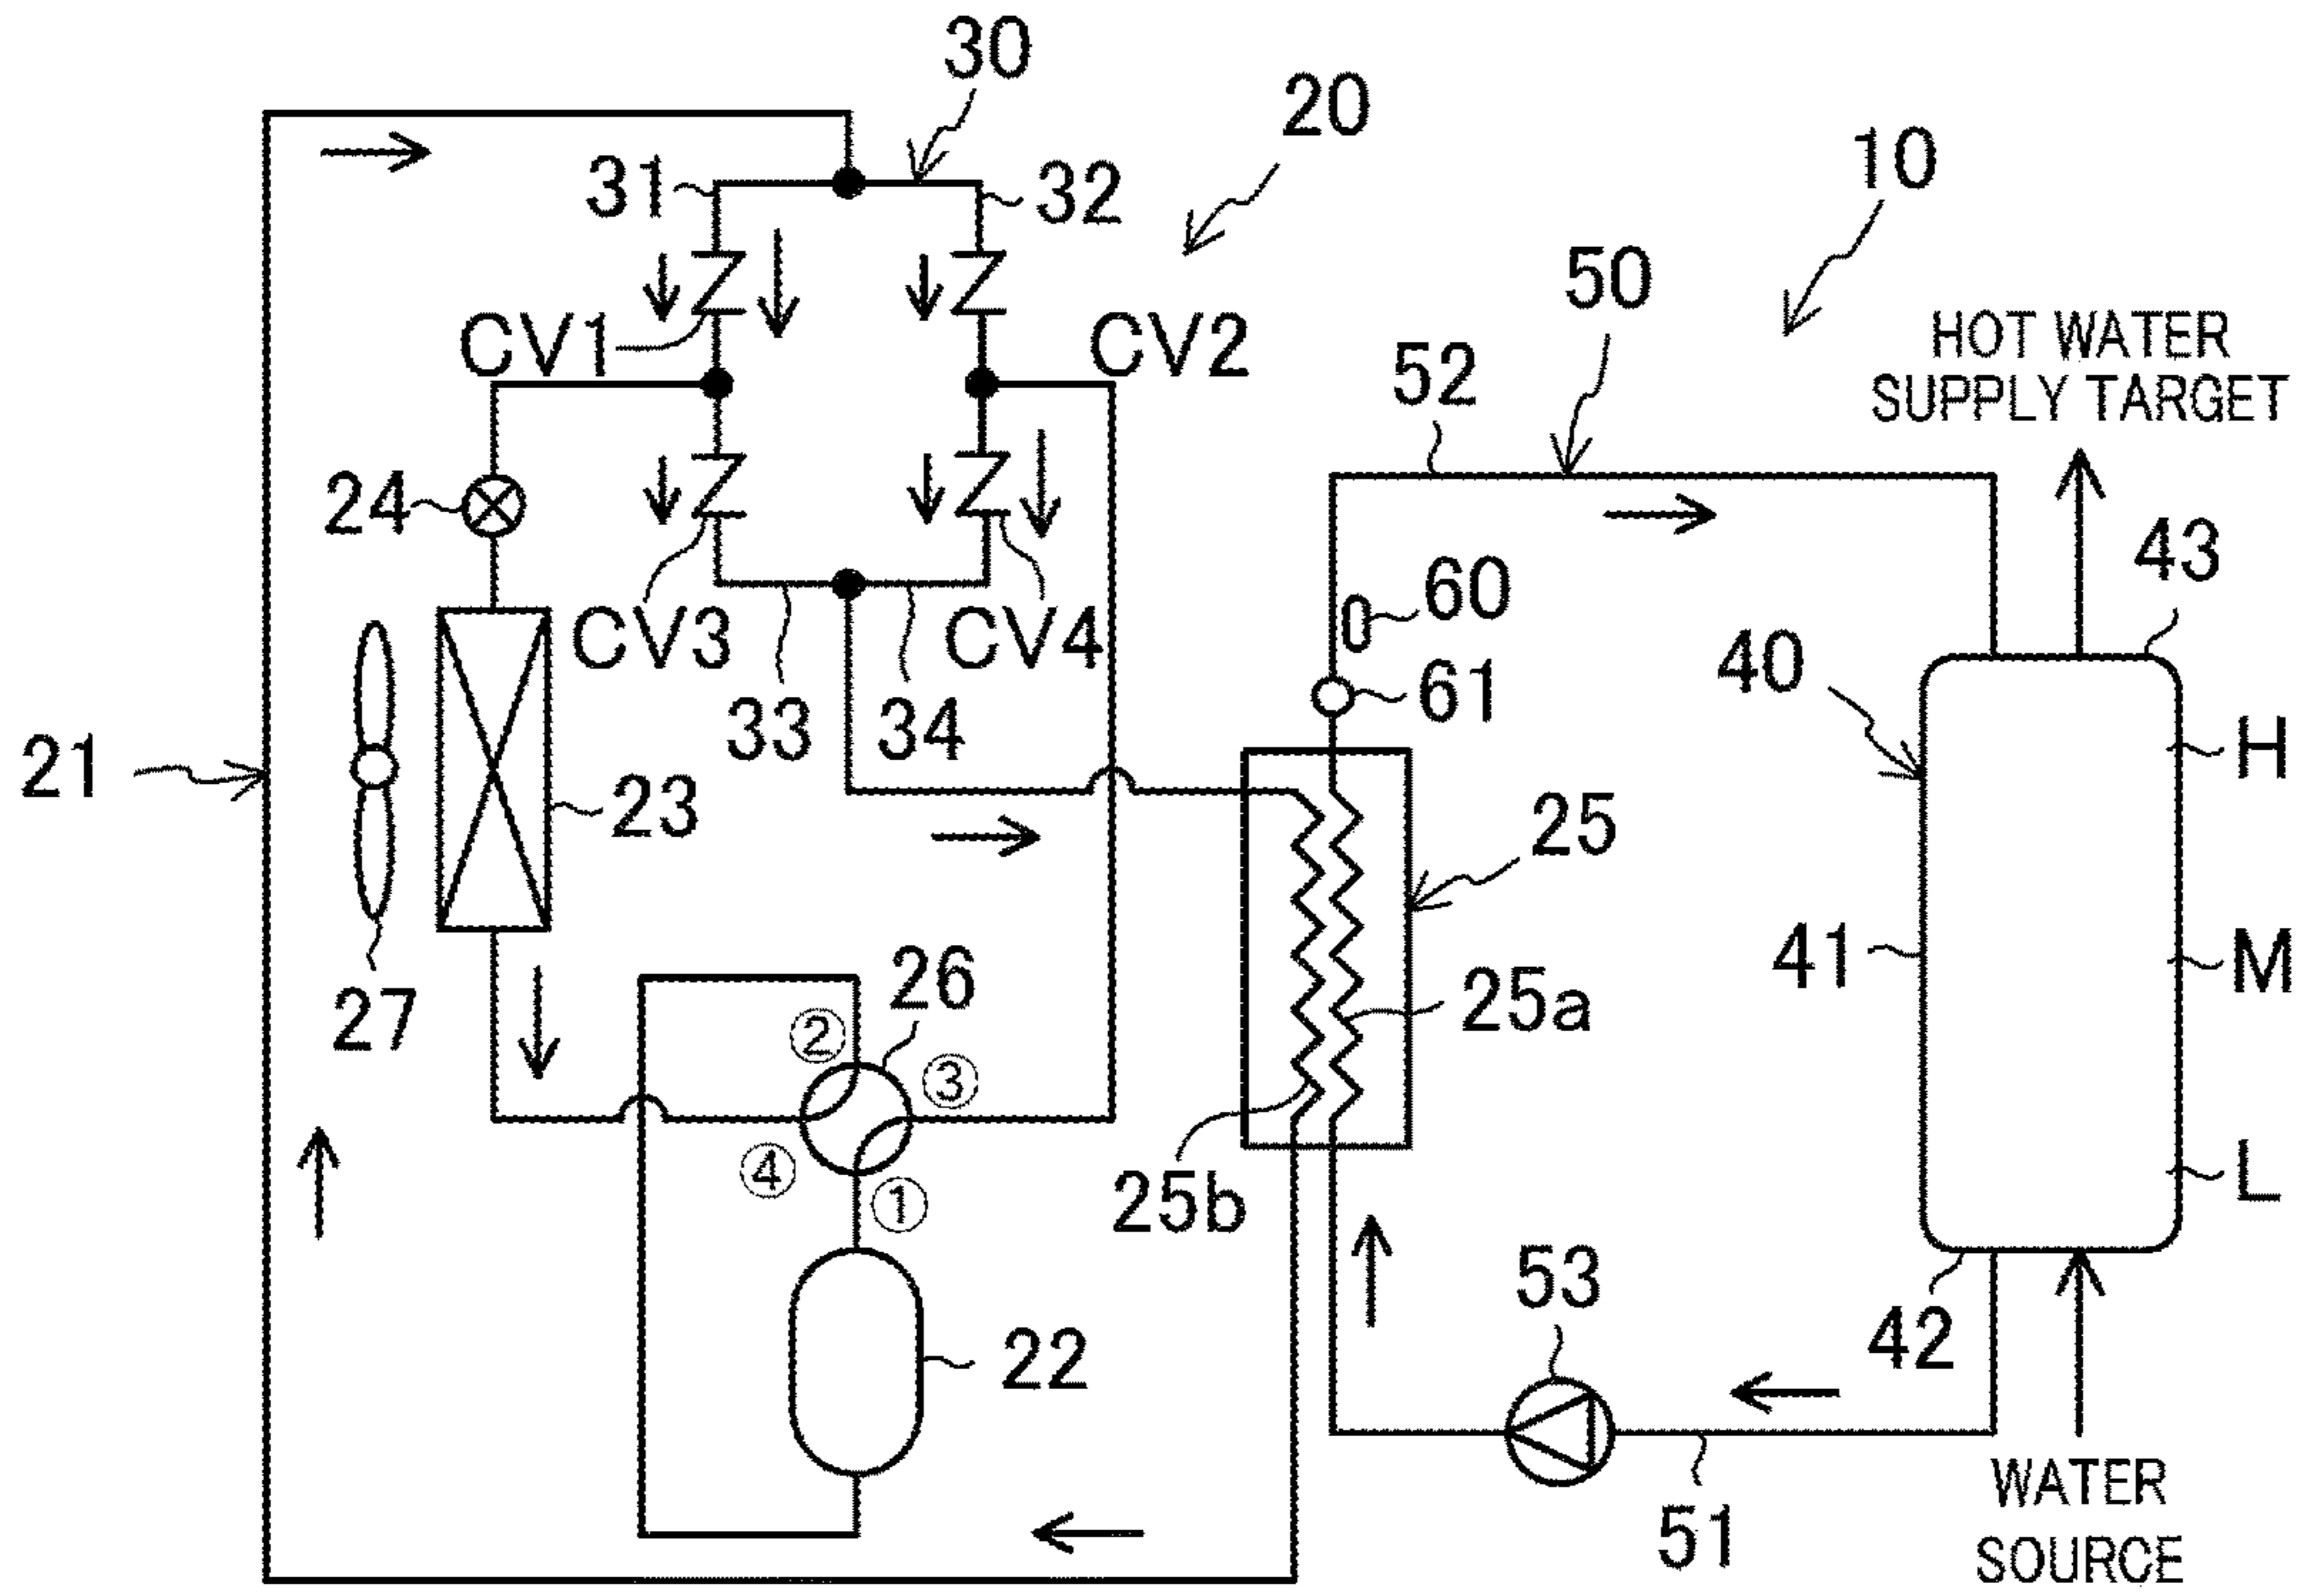 30
20
10
31
32
50
CV1
CV2
52
HOT WATER
SUPPLY TARGET
24
43
60
CV3
CV4
61
40
33
34
21
23
H
25
41
M
26
25a
27
②
③
④
①
25b
L
53
22
42
51
WATER
SOURCE